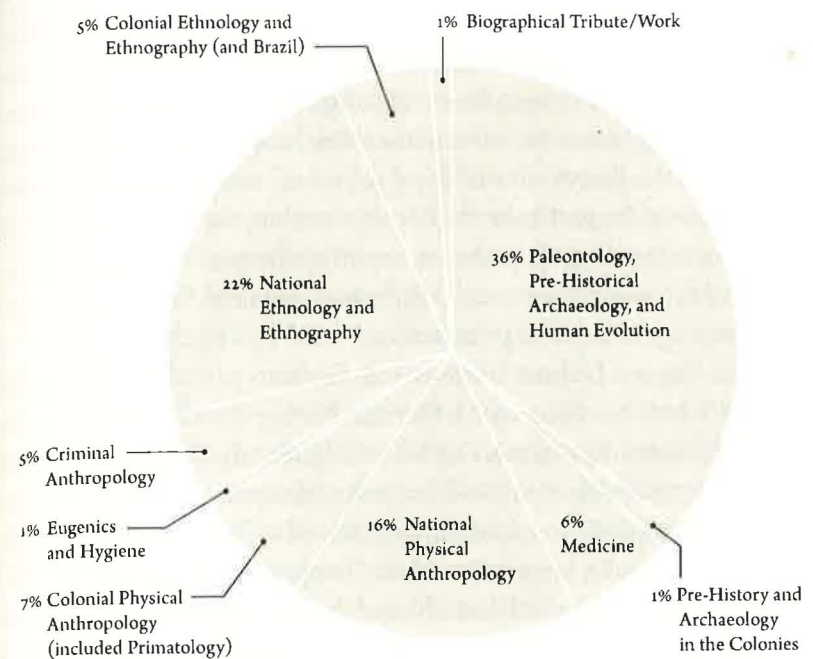 5% Colonial Ethnology and
Ethnography (and Brazil)
1% Biographical Tribute/Work
36% Paleontology,
Pre-Historical
Archaeology, and
Human Evolution
22% National
Ethnology and
Ethnography
5% Criminal
Anthropology
1% Eugenics
and Hygiene
7% Colonial Physical
Anthropology
(included Primatology)
16% National
Physical
Anthropology
6%
Medicine
1% Pre-History and
Archaeology
in the Colonies